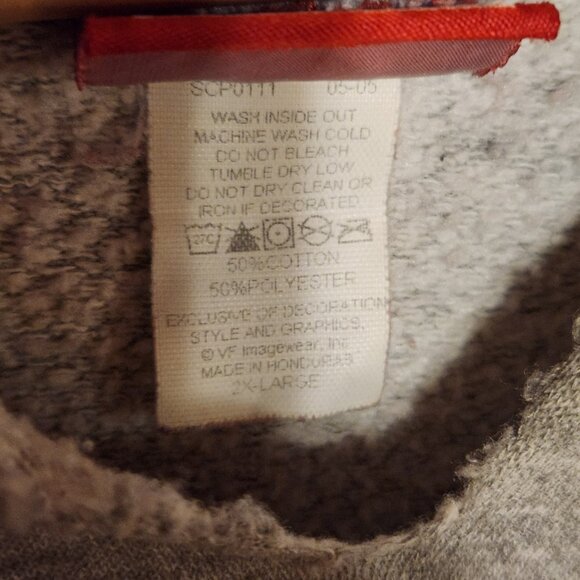 SCP0111 05-05
WASH INSIDE OUT
MACHINE WASH COLD
DO NOT BLEACH
TUMBLE DRY LOW
DO NOT DRY CLEAN OR
IRON IF DECORATED
27C
50%COTTON
50%POLYESTER
EXCLUSIVE OF DECORATION
STYLE AND GRAPHICS.
© VF Imagewear, Inc.
MADE IN HONDURAS
2X-LARGE